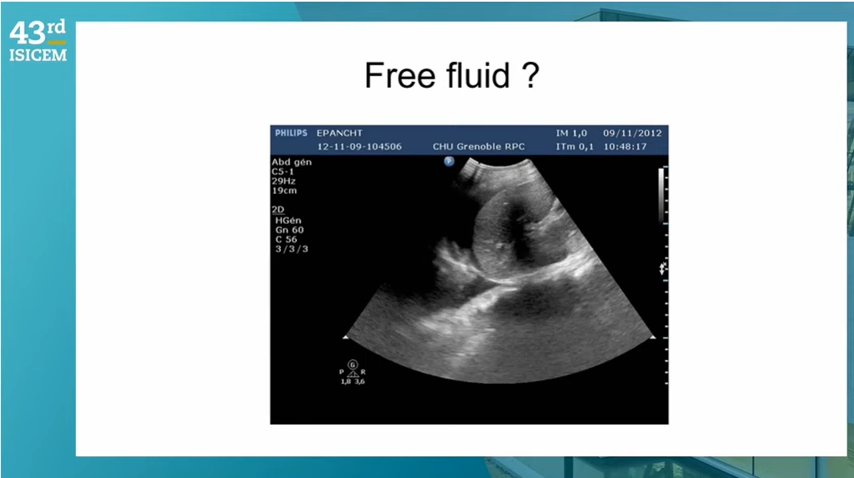 43rd
ISICEM
Free fluid ?
PHILIPS EPANCHT IM 1,0 09/11/2012
12-11-09-104506 CHU Grenoble RPC ITm 0,1 10:48:17
Abd gén
C5-1
29Hz
19cm
2D
HGén
Gn 60
C 56
3/3/3
P
G
P R
1,8 3,6